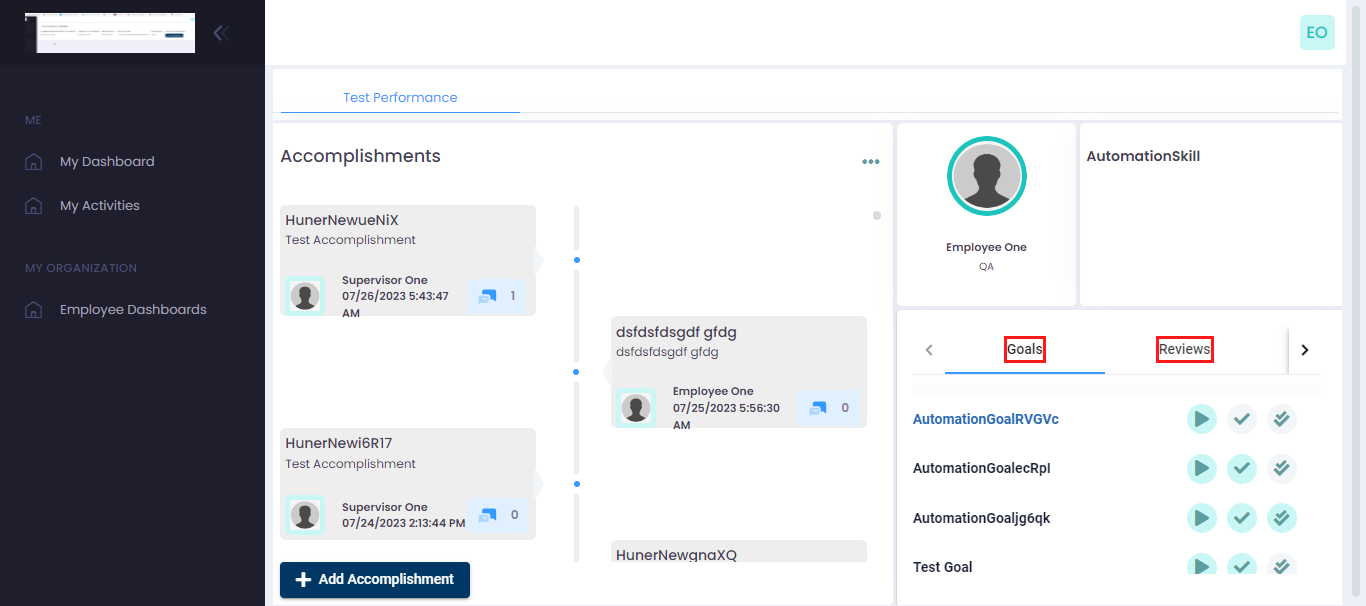 EO
ME
My Dashboard
My Activities
MY ORGANIZATION
Employee Dashboards
Test Performance
Accomplishments
HunerNewueNiX
Test Accomplishment
Supervisor One
07/26/2023 5:43:47
AM
1
dsfdsfdsgdf gfdg
dsfdsfdsgdf gfdg
Employee One
07/25/2023 5:56:30
AM
0
HunerNewi6R17
Test Accomplishment
Supervisor One
07/24/2023 2:13:44 PM
0
HunerNewgnaXQ
Add Accomplishment
Employee One
QA
AutomationSkill
Goals
Reviews
AutomationGoalRVGVc
AutomationGoalecRpI
AutomationGoaljg6qk
Test Goal